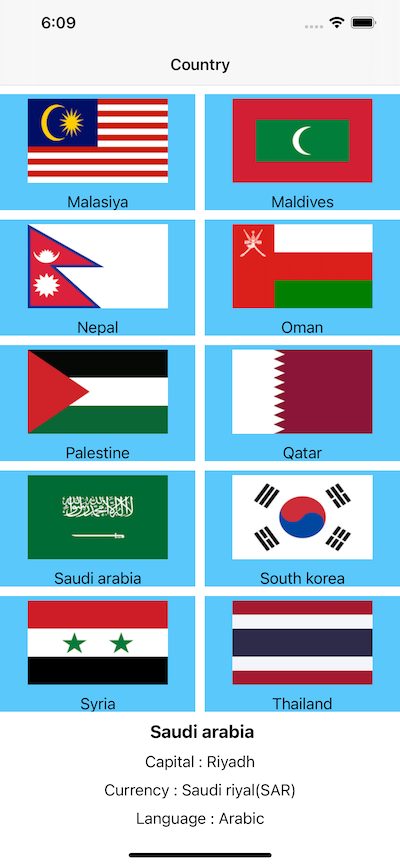 6:09
Country
Malasiya
Maldives
Nepal
Oman
Palestine
Qatar
Saudi arabia
South korea
Syria
Thailand
Saudi arabia
Capital : Riyadh
Currency : Saudi riyal(SAR)
Language : Arabic